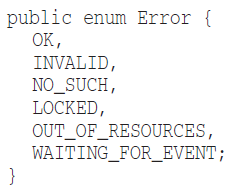 public enum Error {
OK,
INVALID,
NO_SUCH,
LOCKED,
OUT_OF_RESOURCES,
WAITING_FOR_EVENT;
}